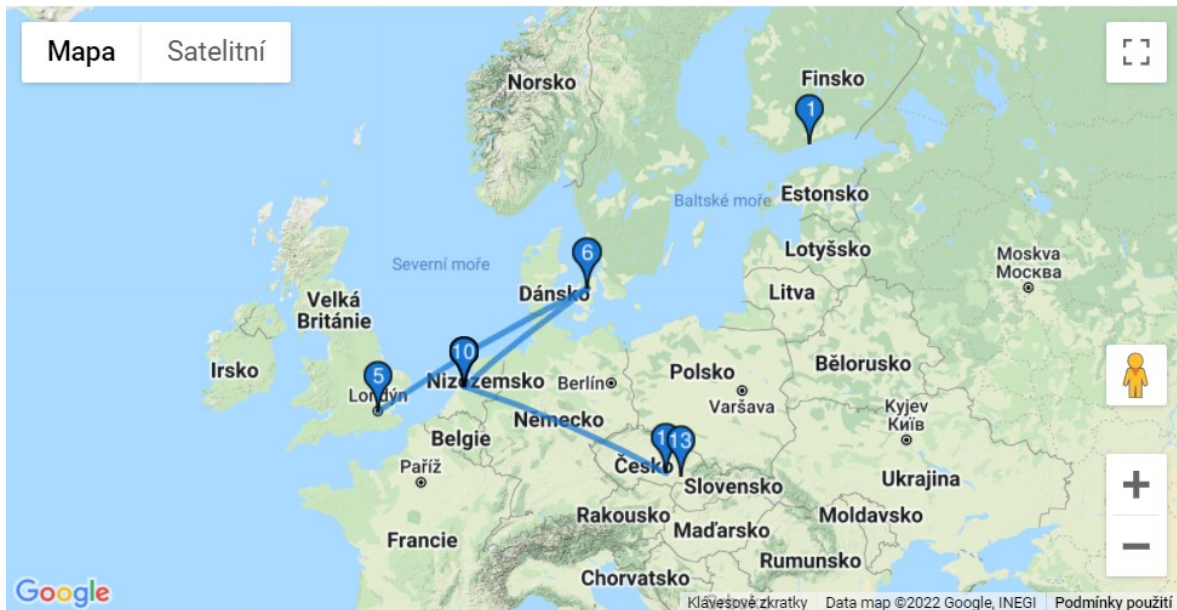 Mapa
Satelitní
Norsko
Finsko
1
Estonsko
Baltské moře
Lotyšsko
Moskva
Москва
6
Severní moře
Dánsko
Litva
Velká
Británie
Irsko
10
5
Londýn
Nizozemsko
Berlín
Polsko
Bělorusko
Varšava
Německo
Kyjev
Київ
Belgie
13
Česko
Paříž
Slovensko
Ukrajina
Rakousko
Maďarsko
Moldavsko
Francie
Rumunsko
Chorvatsko
Google
Klávesové zkratky
Data map ©2022 Google, INEGI
Podmínky použití